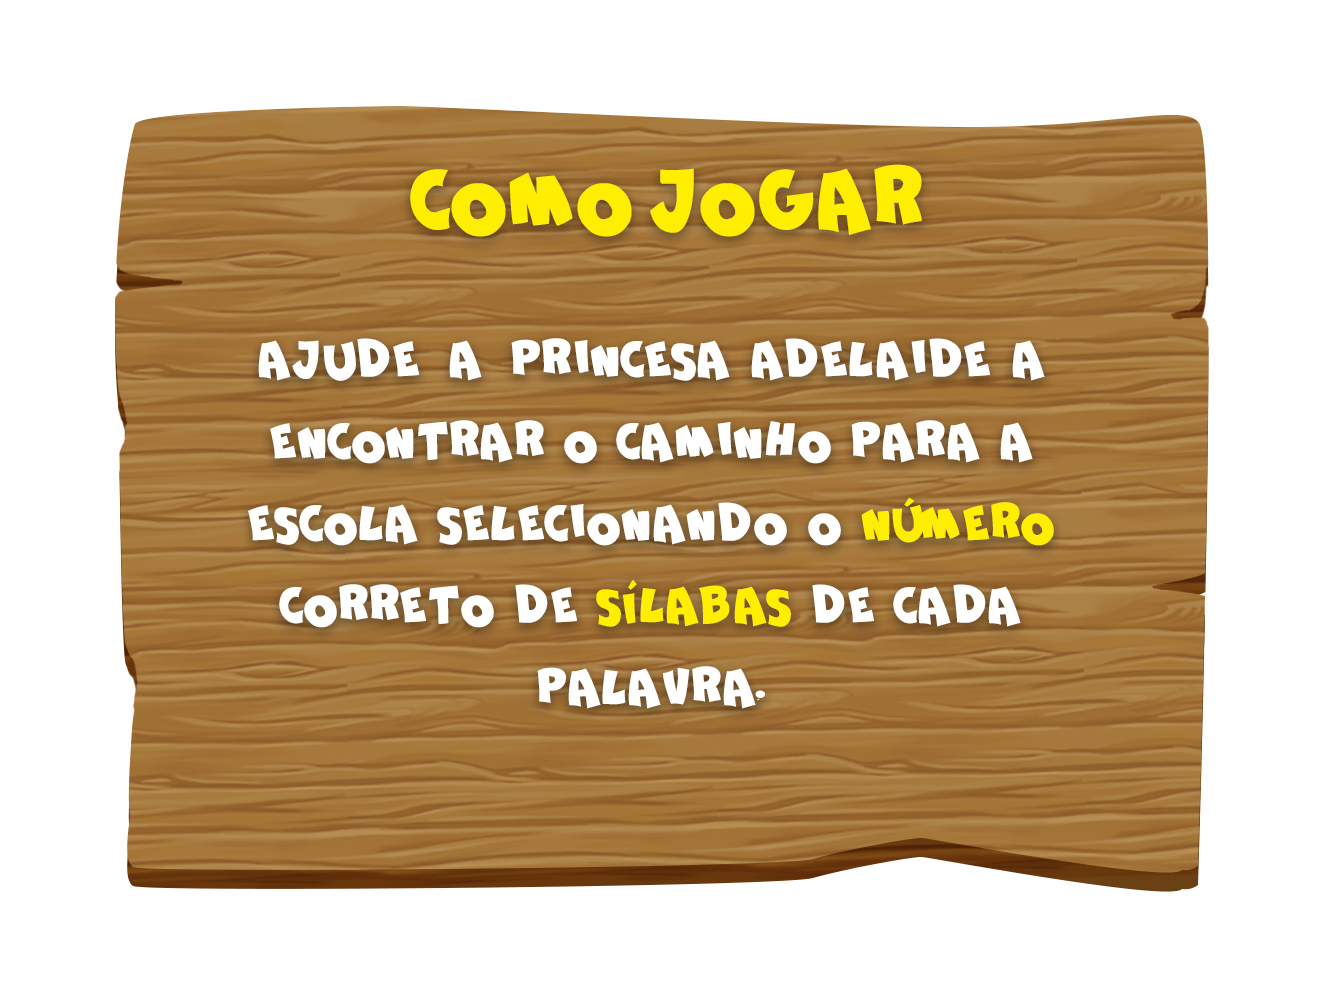 COMO JOGAR
AJUDE A PRINCESA ADELAIDE A
ENCONTRAR O CAMINHO PARA A
ESCOLA SELECIONANDO O NÚMERO
CORRETO DE SÍLABAS DE CADA
PALAVRA.